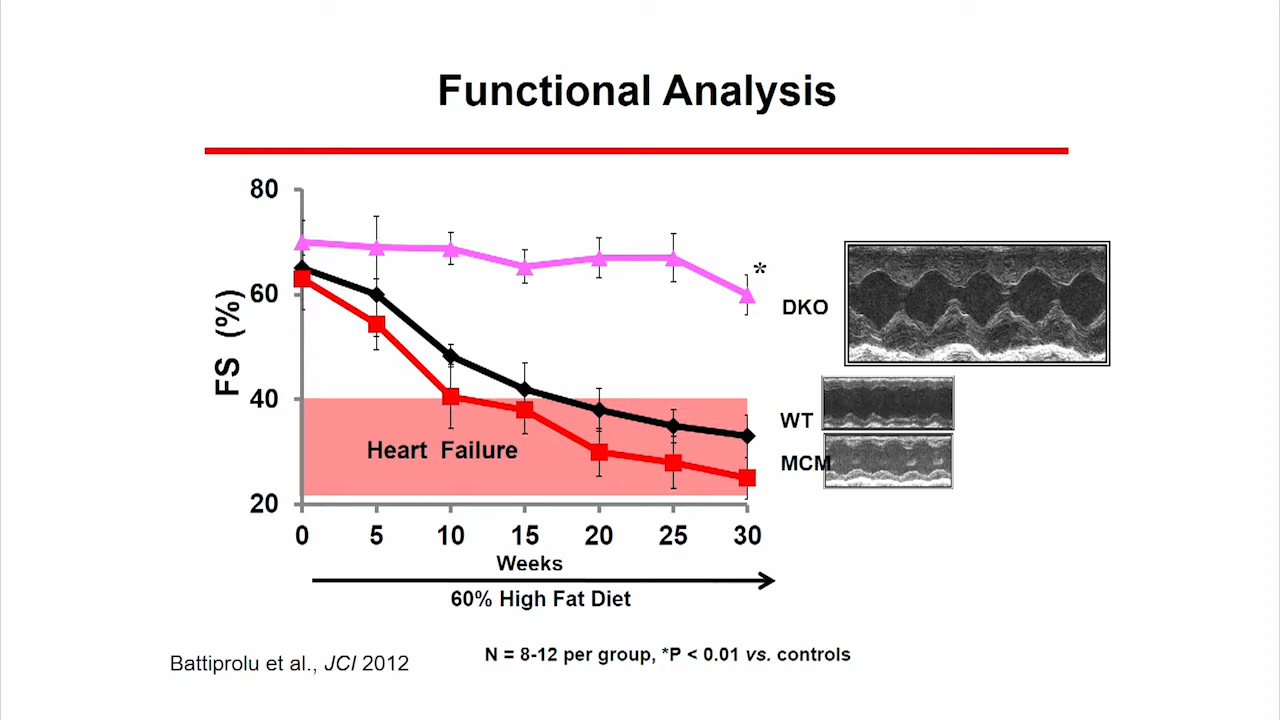 Functional Analysis
80
60
40
20
FS (%)
*
DKO
WT
MCM
Heart Failure
0 5 10 15 20 25 30
Weeks
60% High Fat Diet
N = 8-12 per group, *P < 0.01 vs. controls
Battiprolu et al., JCI 2012